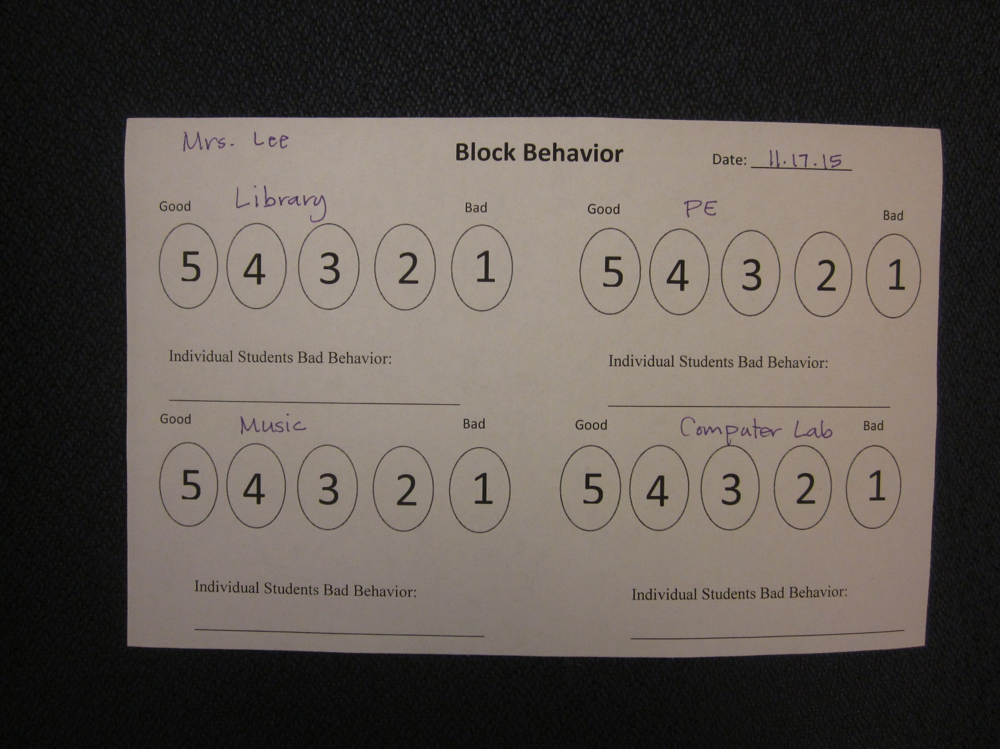 Mrs. Lee
Block Behavior
Date: 11.17.15
Good Library Bad
5 4 3 2 1
Individual Students Bad Behavior:
Good PE Bad
5 4 3 2 1
Individual Students Bad Behavior:
Good Music Bad
5 4 3 2 1
Individual Students Bad Behavior:
Good Computer Lab Bad
5 4 3 2 1
Individual Students Bad Behavior: